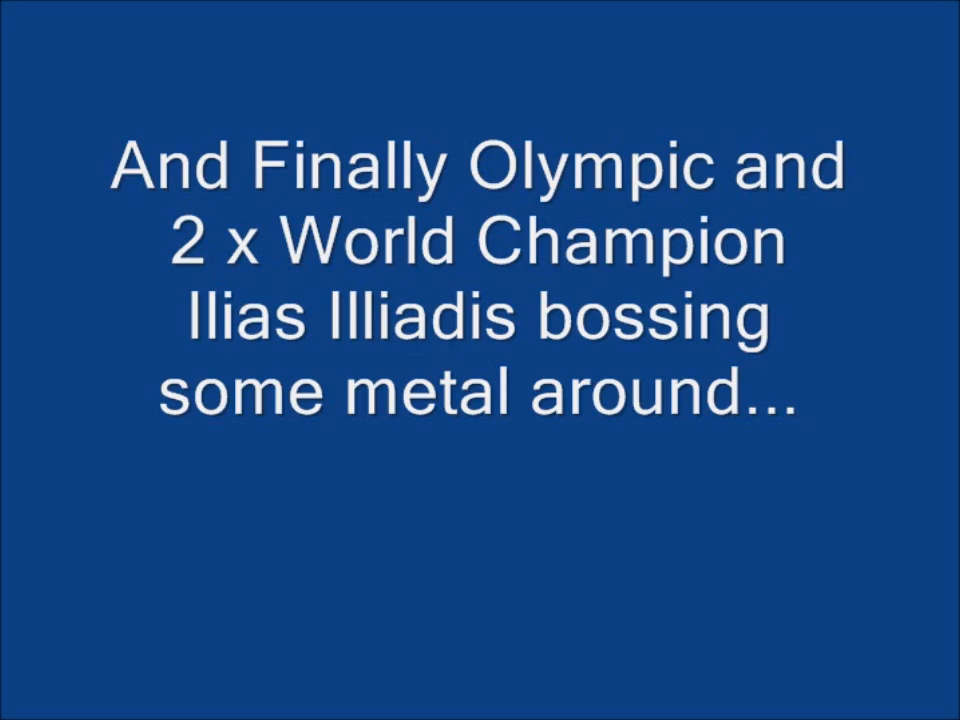 And Finally Olympic and
2 x World Champion
Ilias Illiadis bossing
some metal around...